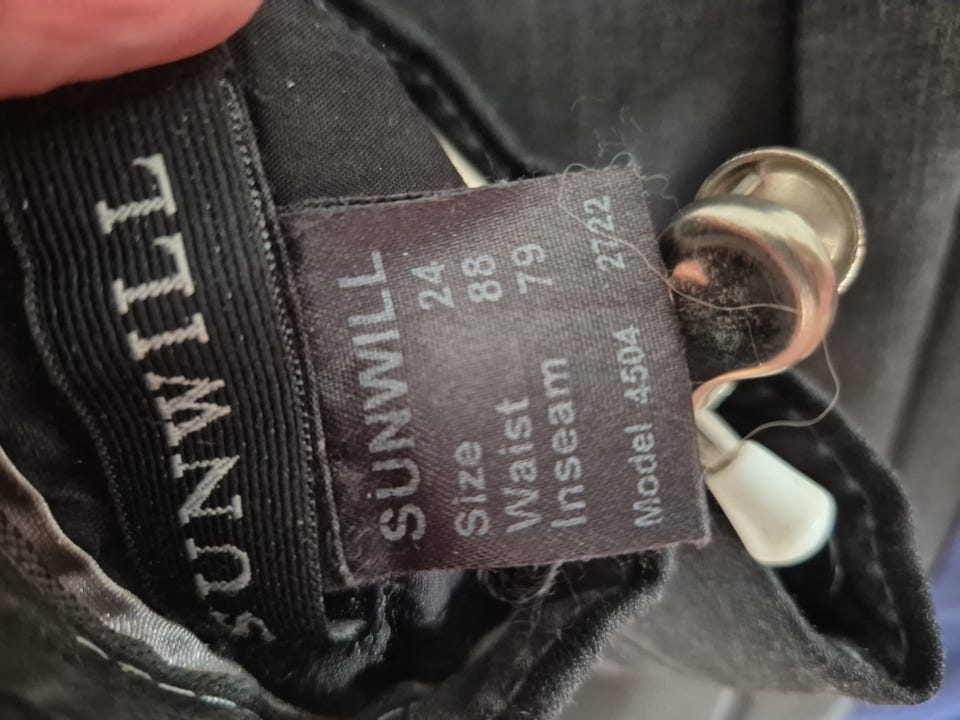 SUNWILL
SUNWILL
Size 24
Waist 88
Inseam 79
Model 4504 2722